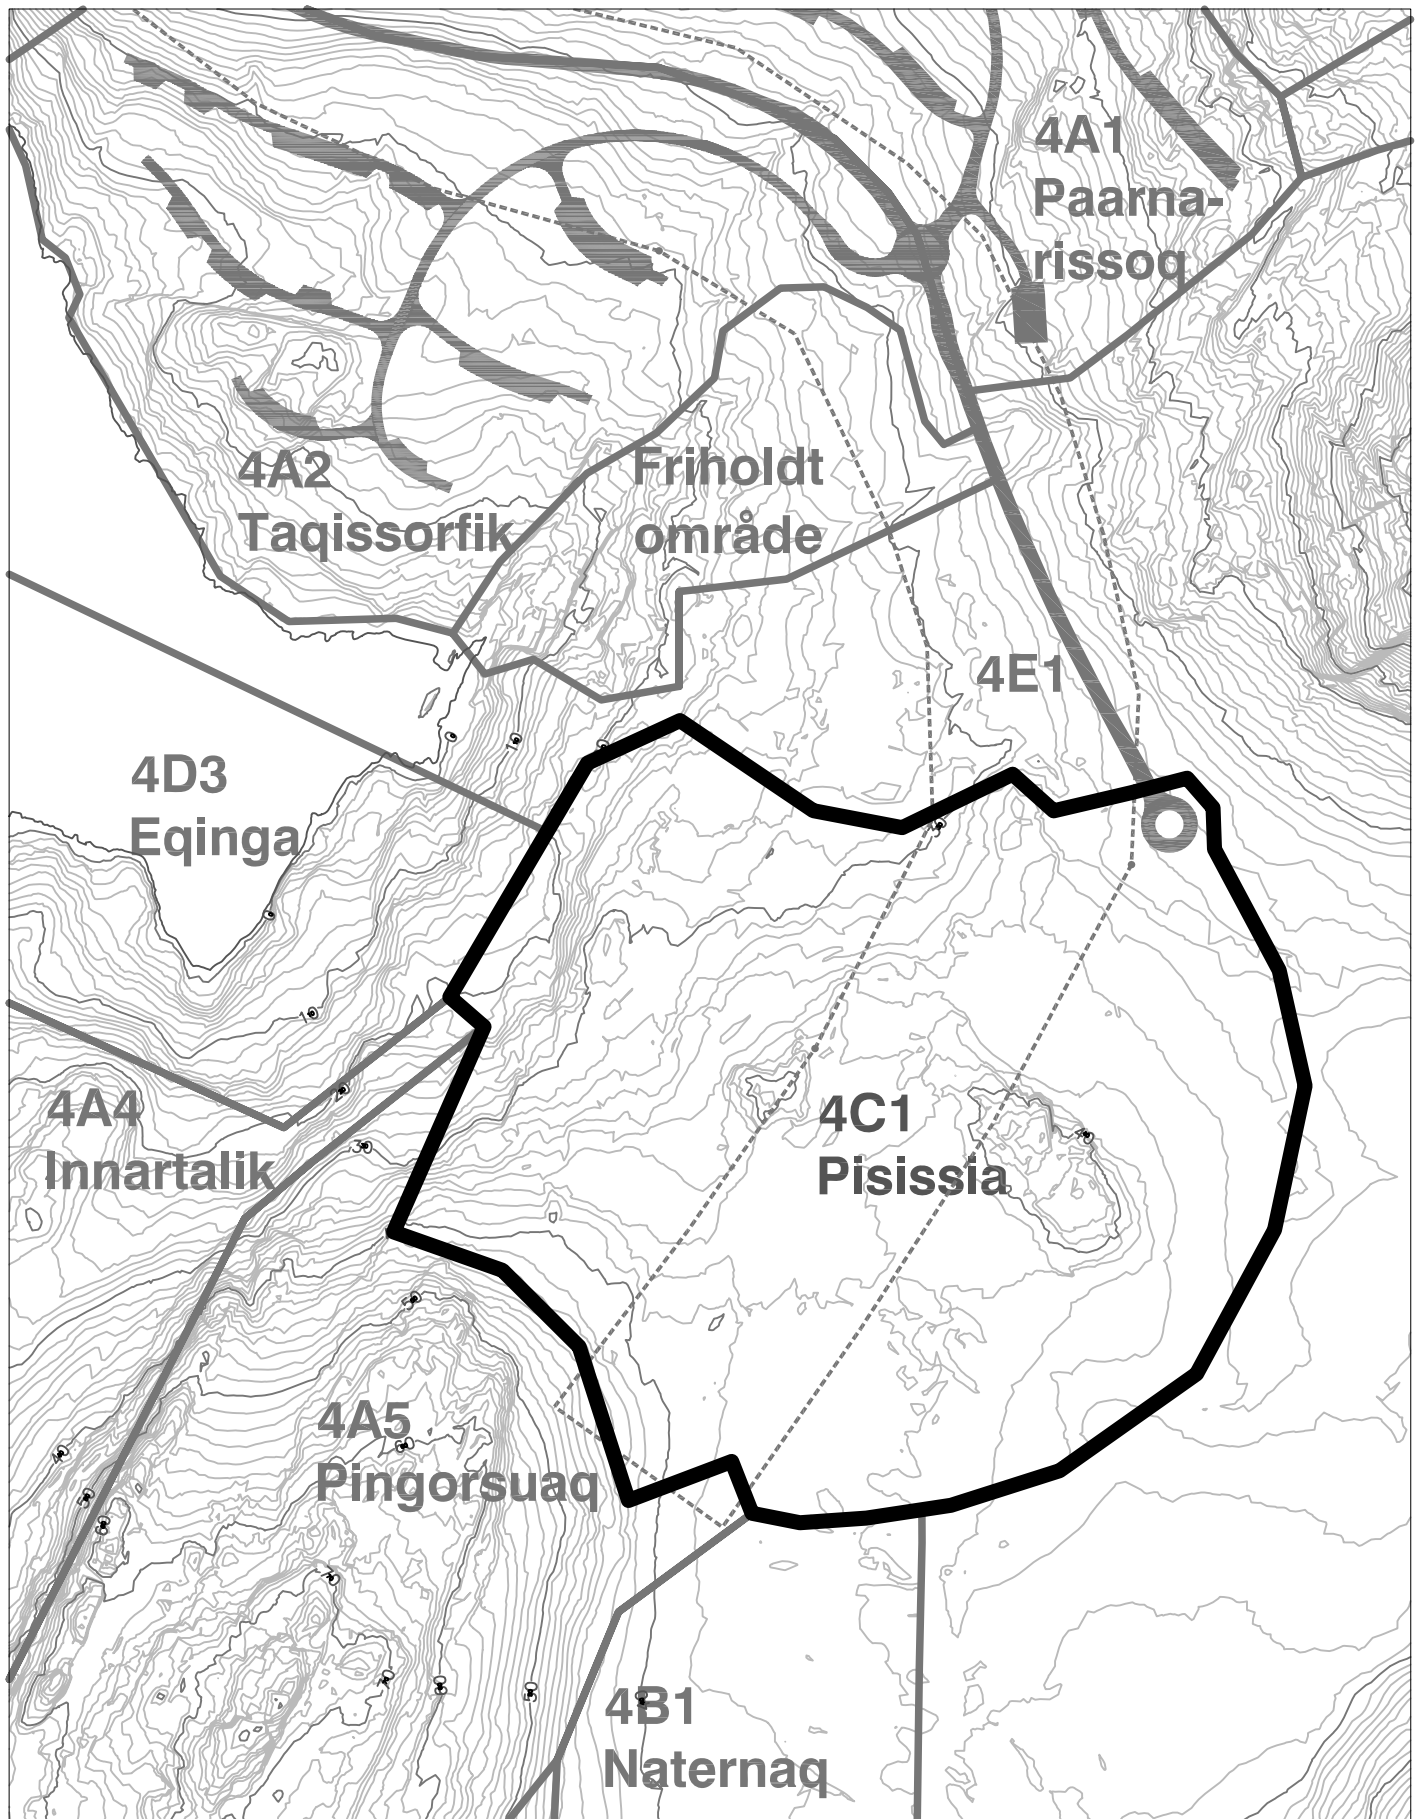 4A1
Paarna-
rissoq
4A2
Taqissorfik
Friholdt
område
4E1
4D3
Eqinga
4A4
Innartalik
4C1
Pisissia
4A5
Pingorsuaq
4B1
Naternaq